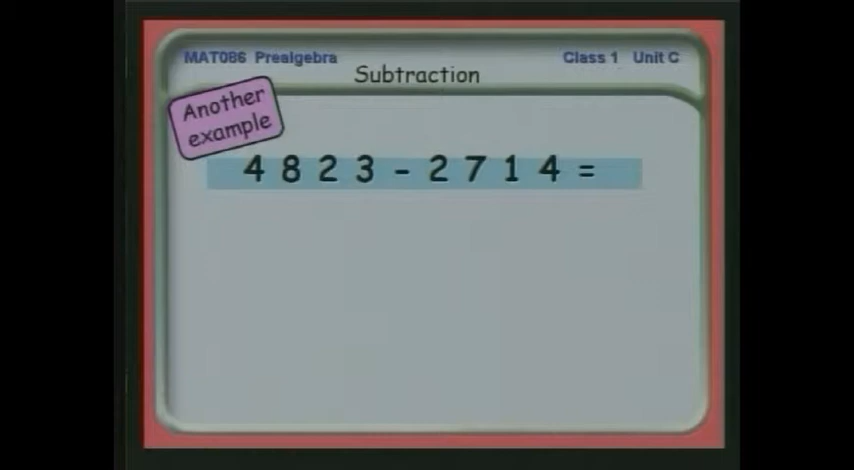 MAT086 Prealgebra
Class 1 Unit C
Subtraction
Another
example
4 8 2 3 - 2 7 1 4 =